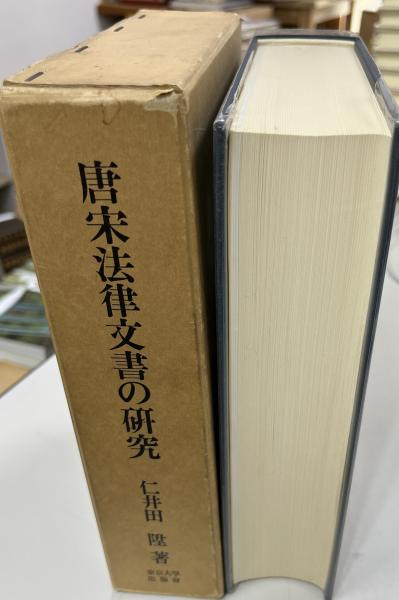 唐宋法律文書の研究
仁井田 陞 著
東京大學
出版會